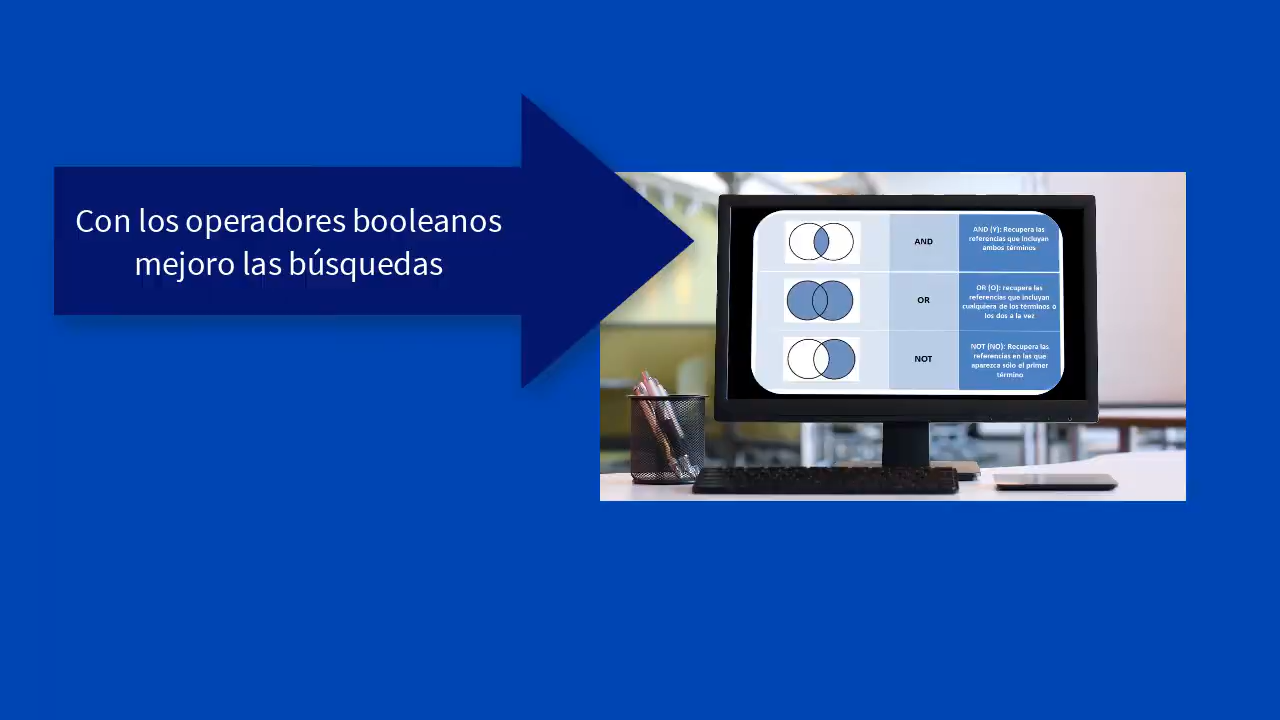 Con los operadores booleanos
mejoro las búsquedas
AND
AND (Y): Recupera las
referencias que incluyan
ambos términos
OR
OR (O): recupera las
referencias que incluyan
cualquiera de los términos o
los dos a la vez
NOT
NOT (NO): Recupera las
referencias en las que
aparezca sólo el primer
término